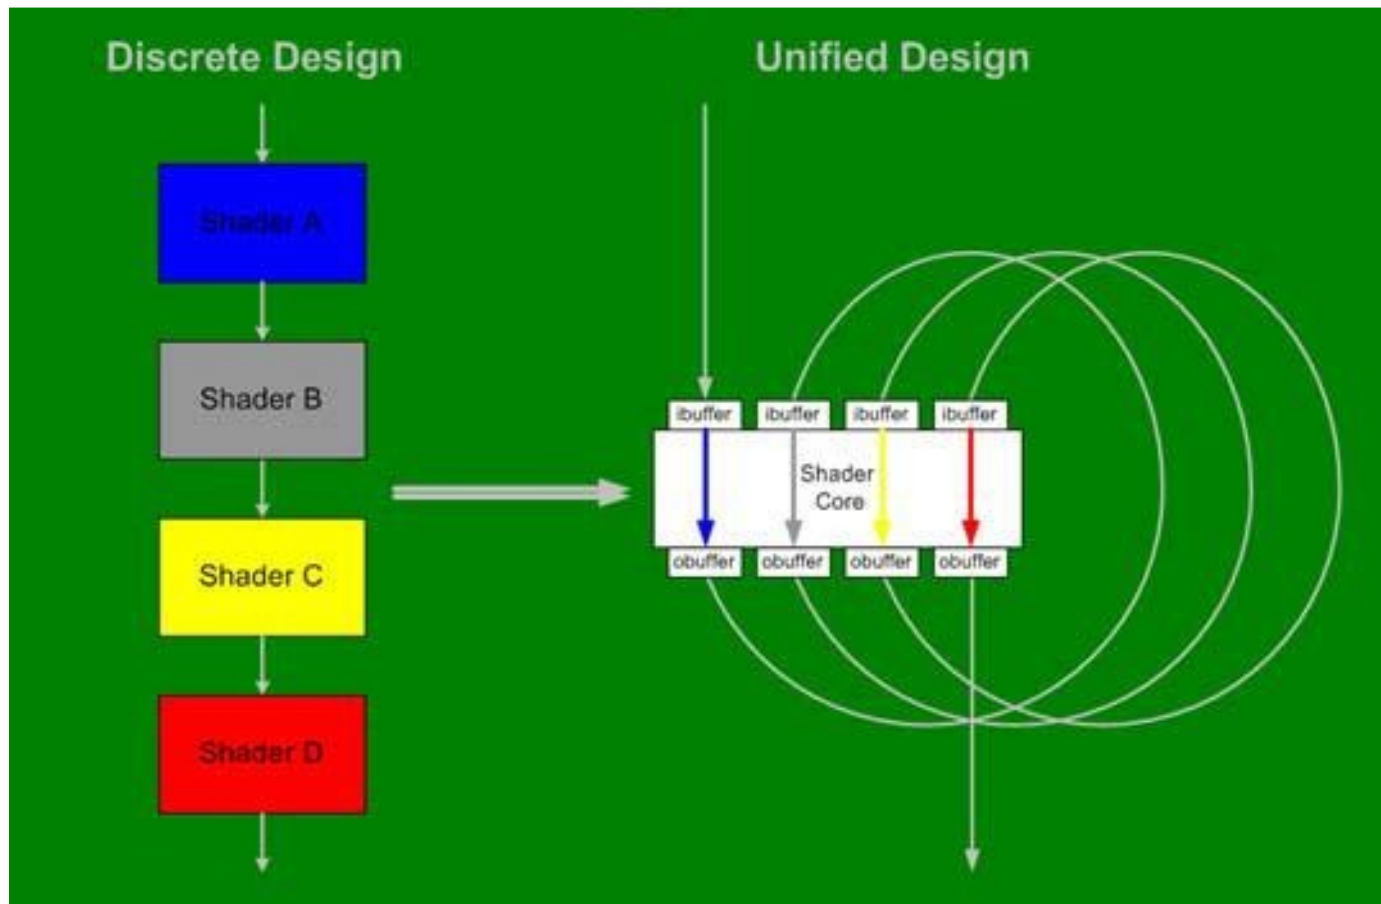 Discrete Design
Unified Design
Shader A
Shader B
Shader C
Shader D
ibuffer ibuffer ibuffer ibuffer
Shader
Core
obuffer obuffer obuffer obuffer